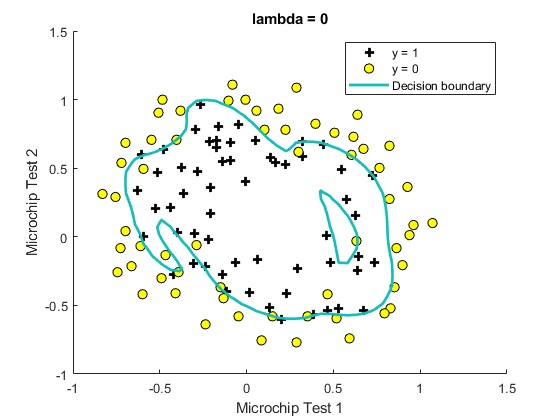 lambda = 0
y = 1
y = 0
Decision boundary
1.5
1
0.5
0
-0.5
-1
-1
-0.5
0
0.5
1
1.5
Microchip Test 2
Microchip Test 1